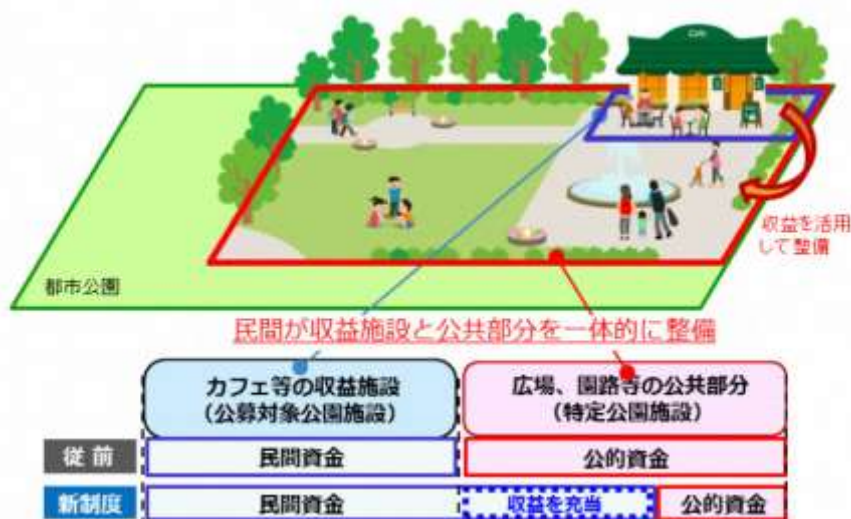 Cafe
収益を活用
して整備
都市公園
民間が収益施設と公共部分を一体的に整備
カフェ等の収益施設
（公募対象公園施設）
広場、園路等の公共部分
（特定公園施設）
従前
民間資金
公的資金
新制度
民間資金
収益を充当
公的資金